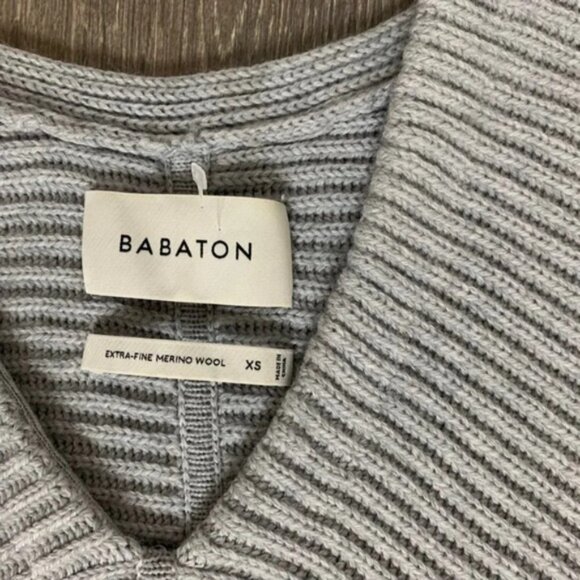 BABATON
EXTRA-FINE MERINO WOOL XS
MADE IN
CHINA